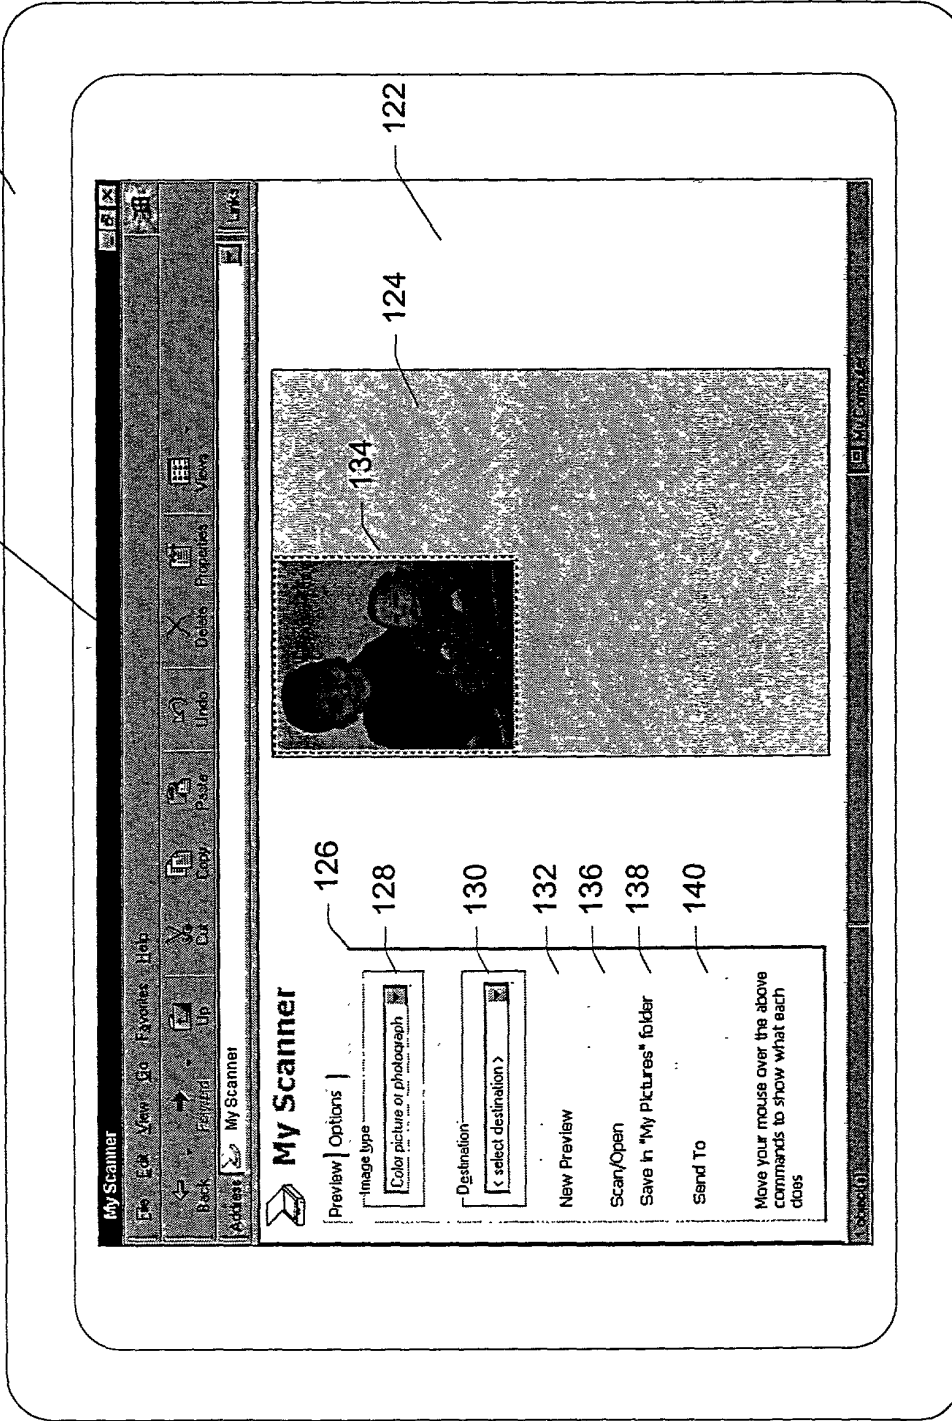 My Scanner
File Edit View Go Favorites Help
Back Forward Up Cut Copy Paste Undo Delete Properties Views
Address My Scanner Links
My Scanner
Preview Options
Image type
Color picture or photograph
Destination
< select destination >
New Preview
Scan/Open
Save in "My Pictures" folder
Send To
Move your mouse over the above
commands to show what each
does
126
128
130
132
136
138
140
134
124
122
1 object(s) My Computer